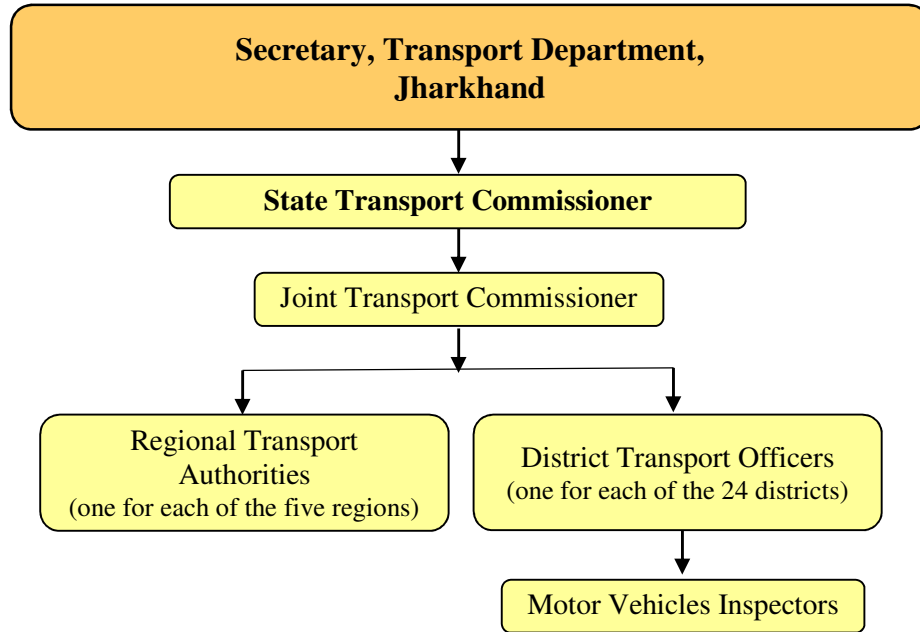 Secretary, Transport Department,
Jharkhand
State Transport Commissioner
Joint Transport Commissioner
Regional Transport
Authorities
(one for each of the five regions)
District Transport Officers
(one for each of the 24 districts)
Motor Vehicles Inspectors